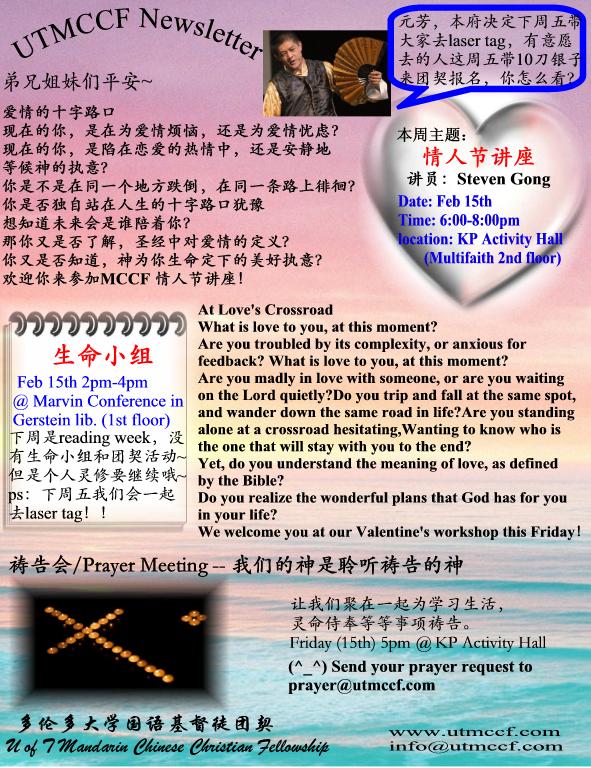 UTMCCF Newsletter
元芳，本府决定下周五带
大家去laser tag，有意愿
去的人这周五带10刀银子
来团契报名，你怎么看？
弟兄姐妹们平安~
爱情的十字路口
现在的你，是在为爱情烦恼，还是为爱情忧虑？
现在的你，是陷在恋爱的热情中，还是安静地
等候神的执意？
你是不是在同一个地方跌倒，在同一条路上徘徊？
你是否独自站在人生的十字路口犹豫
想知道未来会是谁陪着你？
那你又是否了解，圣经中对爱情的定义？
你又是否知道，神为你生命定下的美好执意？
欢迎你来参加MCCF 情人节讲座！
本周主题：
情人节讲座
讲员：Steven Gong
Date: Feb 15th
Time: 6:00-8:00pm
location: KP Activity Hall
(Multifaith 2nd floor)
生命小组
Feb 15th 2pm-4pm
@ Marvin Conference in
Gerstein lib. (1st floor)
下周是reading week，没
有生命小组和团契活动~
但是个人灵修要继续哦~
ps：下周五我们会一起
去laser tag！！
At Love's Crossroad
What is love to you, at this moment?
Are you troubled by its complexity, or anxious for
feedback? What is love to you, at this moment?
Are you madly in love with someone, or are you waiting
on the Lord quietly?Do you trip and fall at the same spot,
and wander down the same road in life?Are you standing
alone at a crossroad hesitating,Wanting to know who is
the one that will stay with you to the end?
Yet, do you understand the meaning of love, as defined
by the Bible?
Do you realize the wonderful plans that God has for you
in your life?
We welcome you at our Valentine's workshop this Friday!
祷告会/Prayer Meeting -- 我们的神是聆听祷告的神
让我们聚在一起为学习生活，
灵命侍奉等等事项祷告。
Friday (15th) 5pm @ KP Activity Hall
(^_^) Send your prayer request to
prayer@utmccf.com
多伦多大学国语基督徒团契
U of T Mandarin Chinese Christian Fellowship
www.utmccf.com
info@utmccf.com